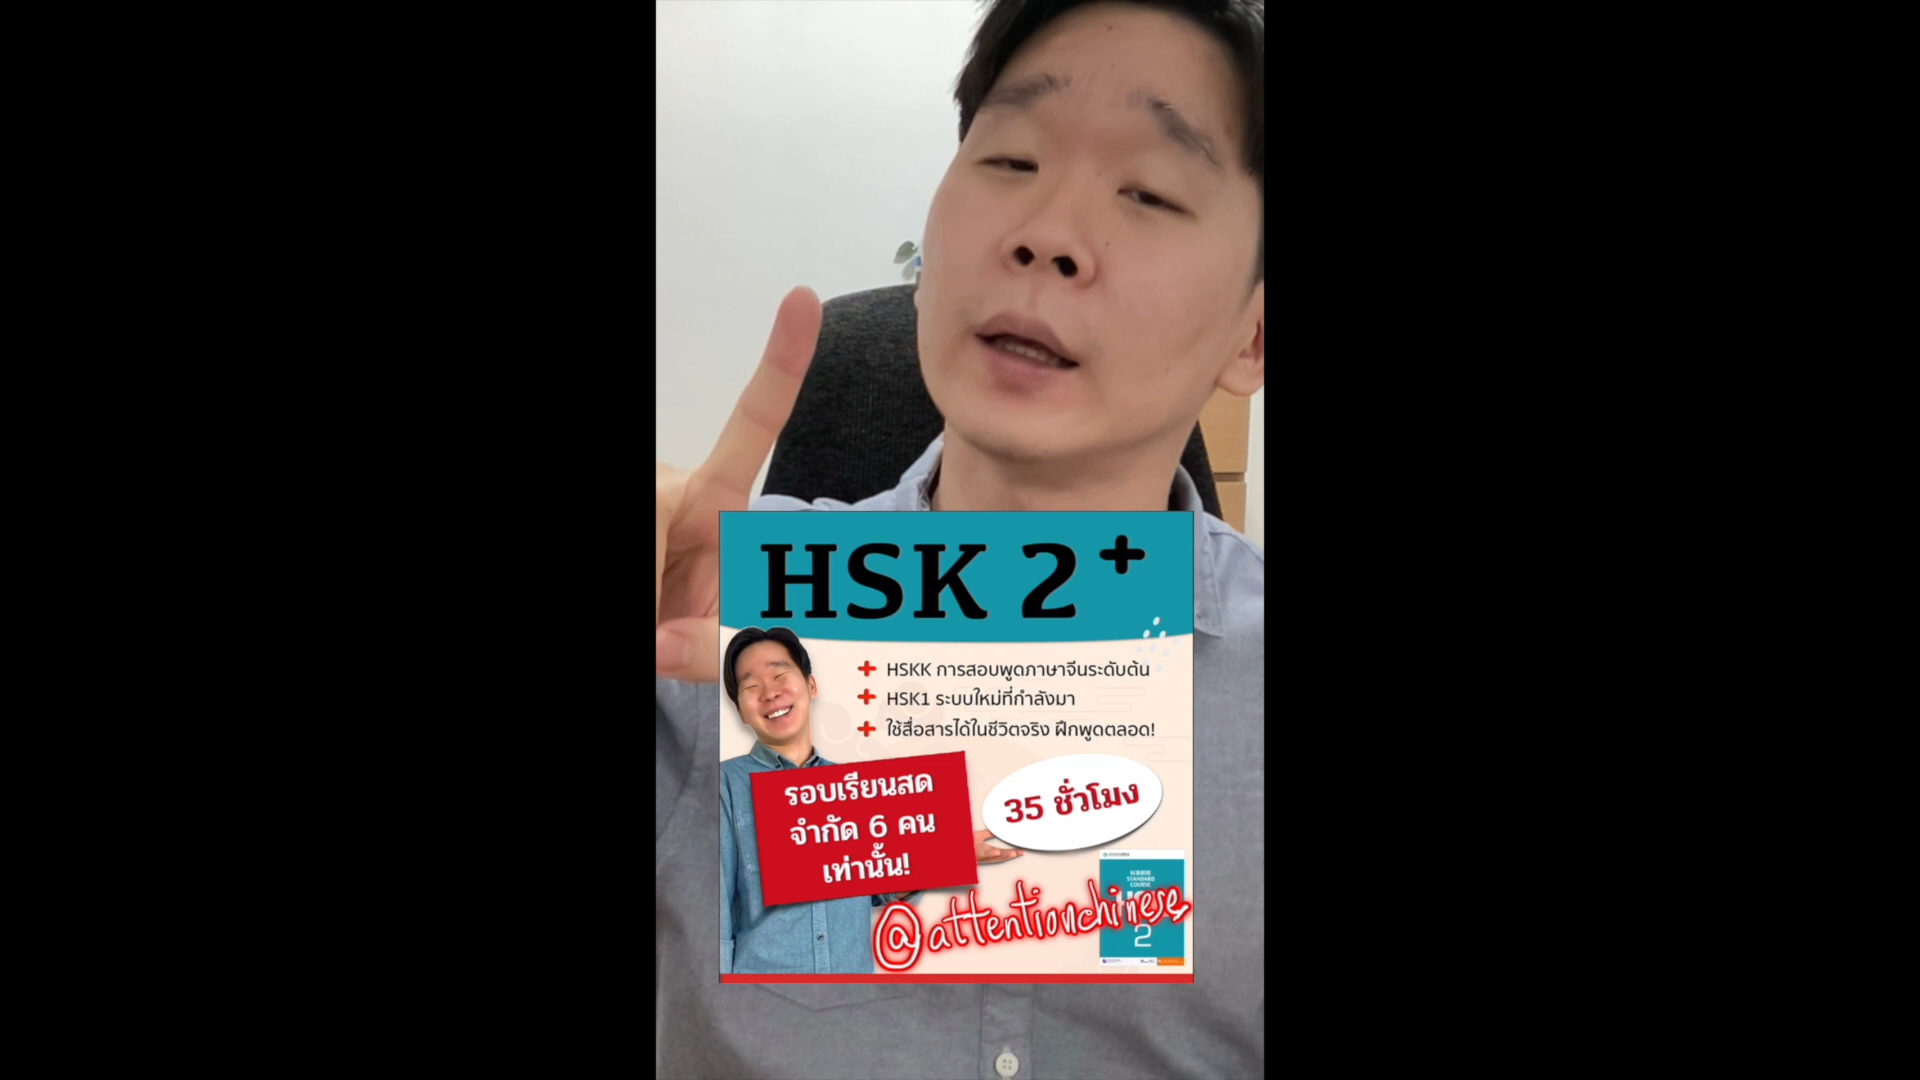 HSK 2+
+ HSKK การสอบพูดภาษาจีนระดับต้น
+ HSK1 ระบบใหม่ที่กำลังมา
+ ใช้สื่อสารได้ในชีวิตจริง ฝึกพูดตลอด!
รอบเรียนสด
จำกัด 6 คน
เท่านั้น!
35 ชั่วโมง
STANDARD
COURSE
@attentionchinese
2